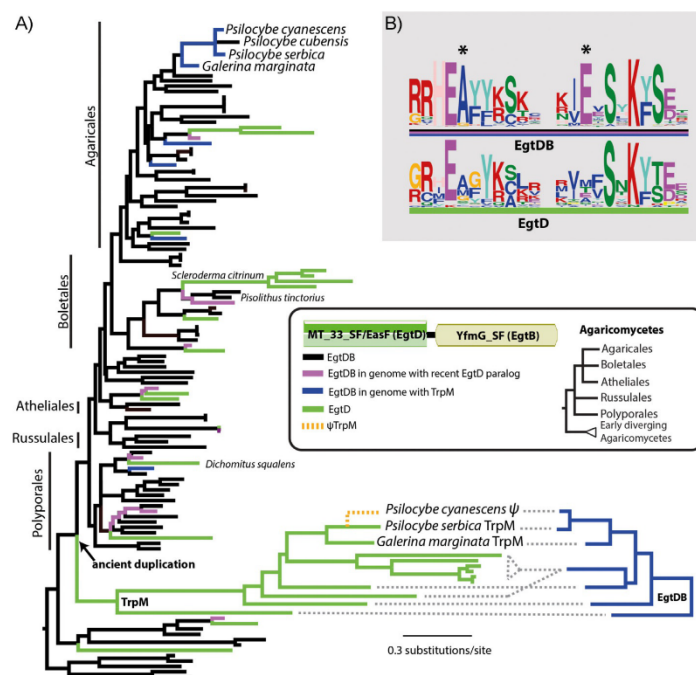 A)
Psilocybe cyanescens
Psilocybe cubensis
Psilocybe serbica
Galerina marginata
Agaricales
Scleroderma citrinum
Pisolithus tinctorius
Boletales
Atheliales
Russulales
Dichomitus squalens
Polyporales
ancient duplication
TrpM
Psilocybe cyanescens ψ
Psilocybe serbica TrpM
Galerina marginata TrpM
EgtDB
0.3 substitutions/site
B)
* *
EgtDB
EgtD
MT_33_SF/EasF (EgtD) YfmG_SF (EgtB)
EgtDB
EgtDB in genome with recent EgtD paralog
EgtDB in genome with TrpM
EgtD
ψTrpM
Agaricomycetes
Agaricales
Boletales
Atheliales
Russulales
Polyporales
Early diverging
Agaricomycetes